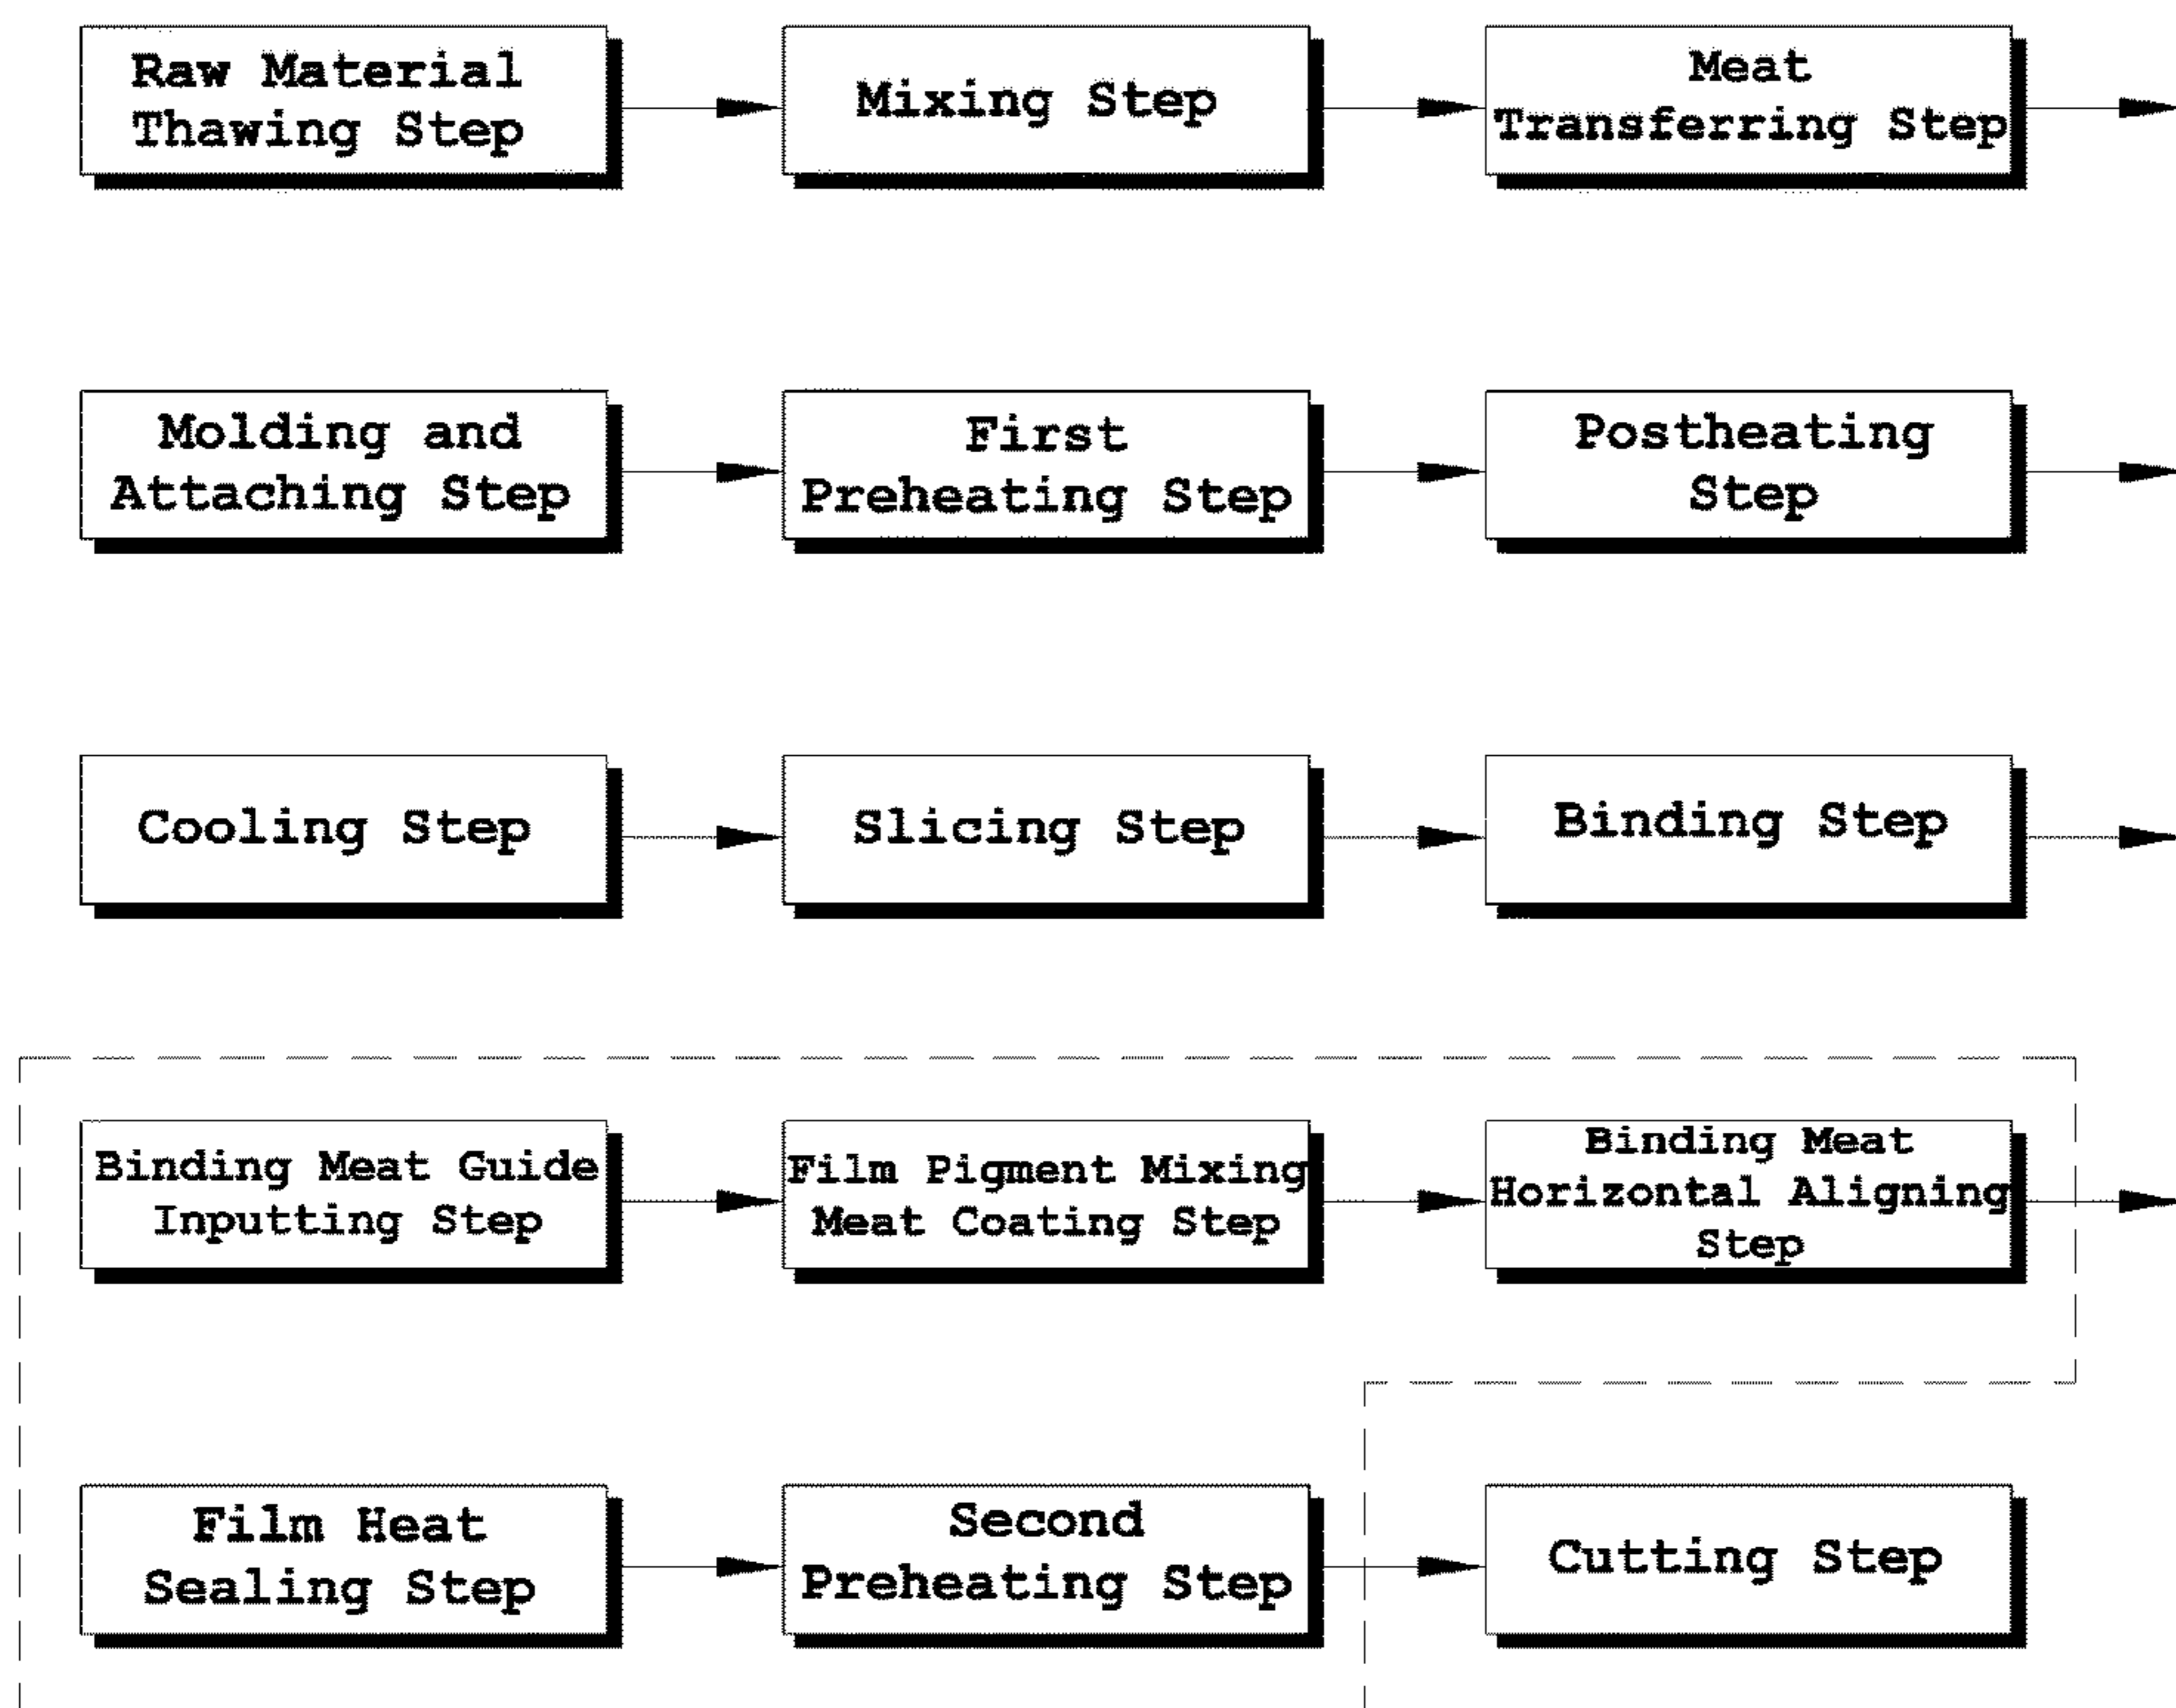 Raw Material
Thawing Step
Mixing Step
Meat
Transferring Step
Molding and
Attaching Step
First
Preheating Step
Postheating
Step
Cooling Step
Slicing Step
Binding Step
Binding Meat Guide
Inputting Step
Film Pigment Mixing
Meat Coating Step
Binding Meat
Horizontal Aligning
Step
Film Heat
Sealing Step
Second
Preheating Step
Cutting Step